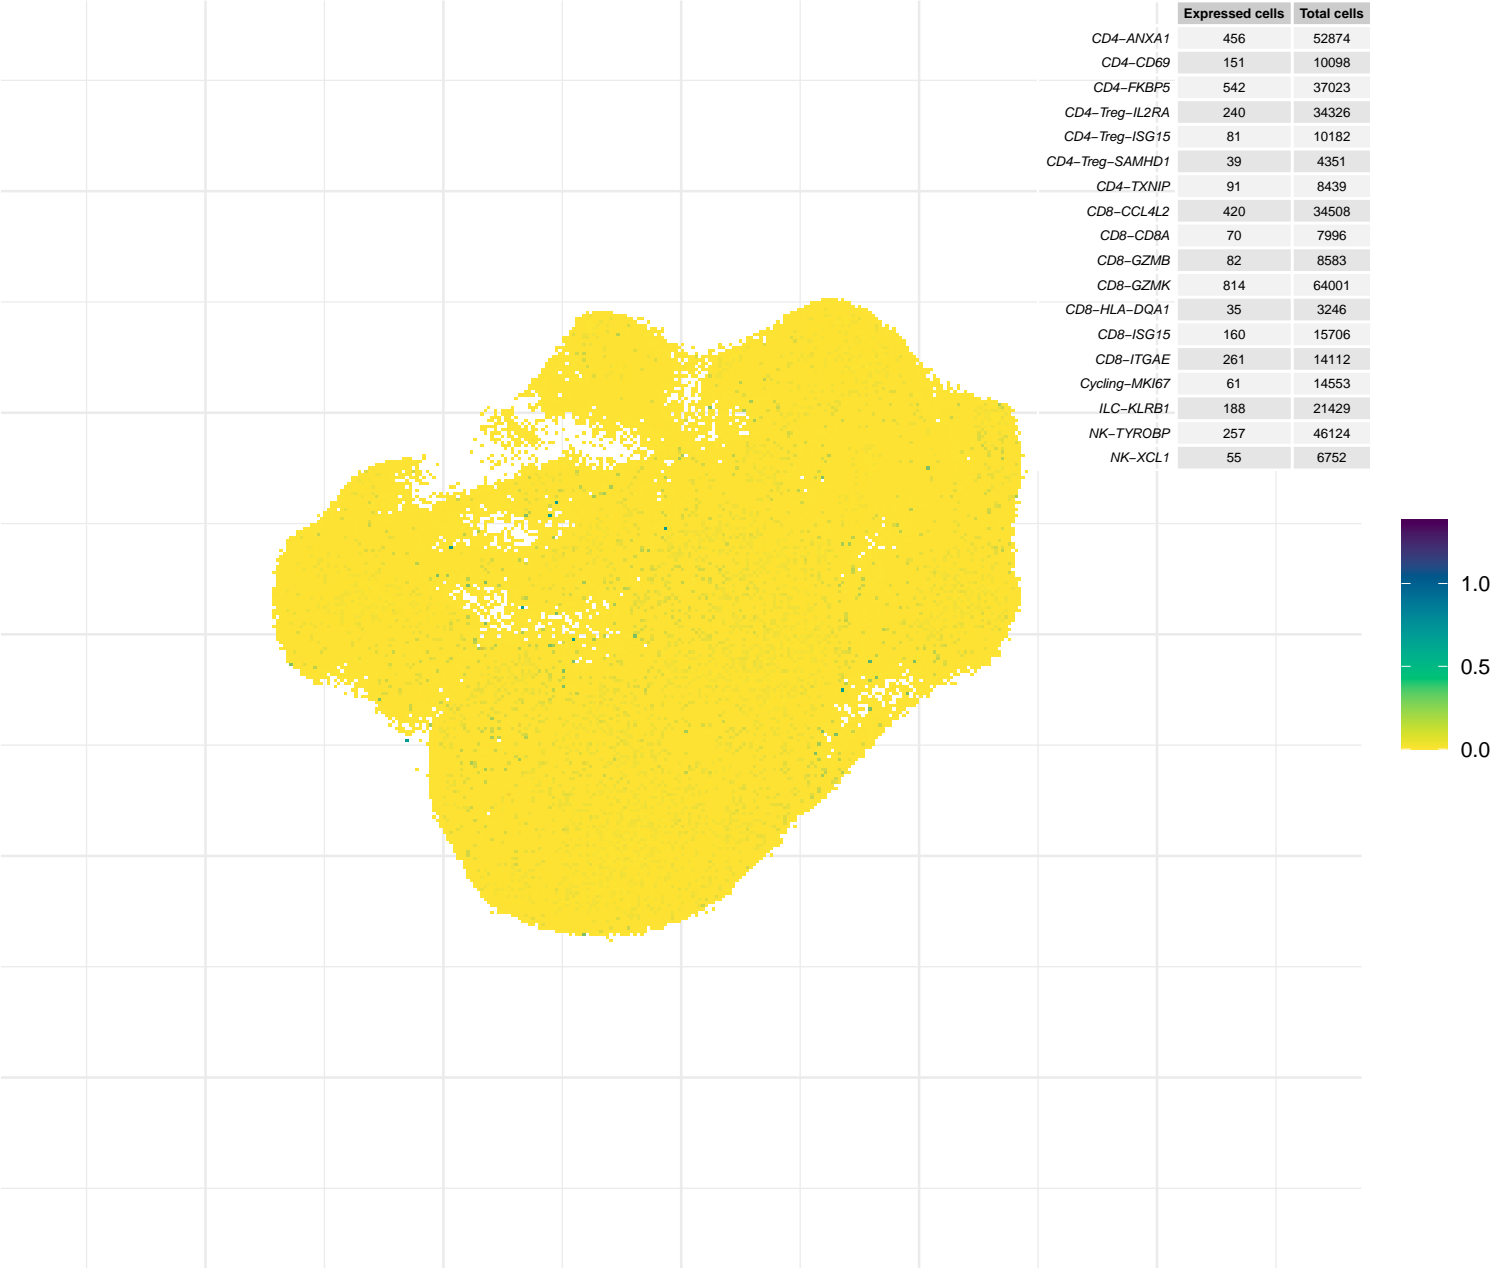 Expressed cells Total cells
CD4−ANXA1 456 52874
CD4−CD69 151 10098
CD4−FKBP5 542 37023
CD4−Treg−IL2RA 240 34326
CD4−Treg−ISG15 81 10182
CD4−Treg−SAMHD1 39 4351
CD4−TXNIP 91 8439
CD8−CCL4L2 420 34508
CD8−CD8A 70 7996
CD8−GZMB 82 8583
CD8−GZMK 814 64001
CD8−HLA−DQA1 35 3246
CD8−ISG15 160 15706
CD8−ITGAE 261 14112
Cycling−MKI67 61 14553
ILC−KLRB1 188 21429
NK−TYROBP 257 46124
NK−XCL1 55 6752
1.0
0.5
0.0